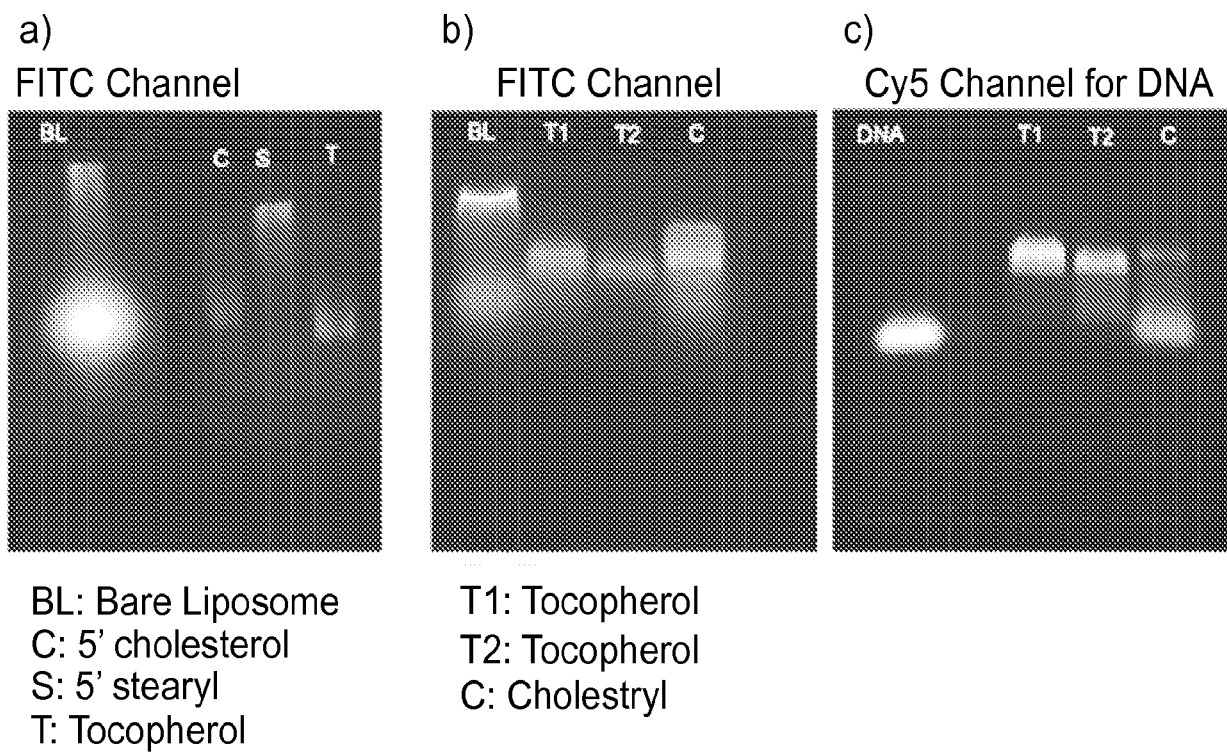 a)
FITC Channel
BL
C S T
b)
FITC Channel
BL T1 T2 C
c)
Cy5 Channel for DNA
DNA T1 T2 C
BL: Bare Liposome
C: 5' cholesterol
S: 5' stearyl
T: Tocopherol
T1: Tocopherol
T2: Tocopherol
C: Cholestryl